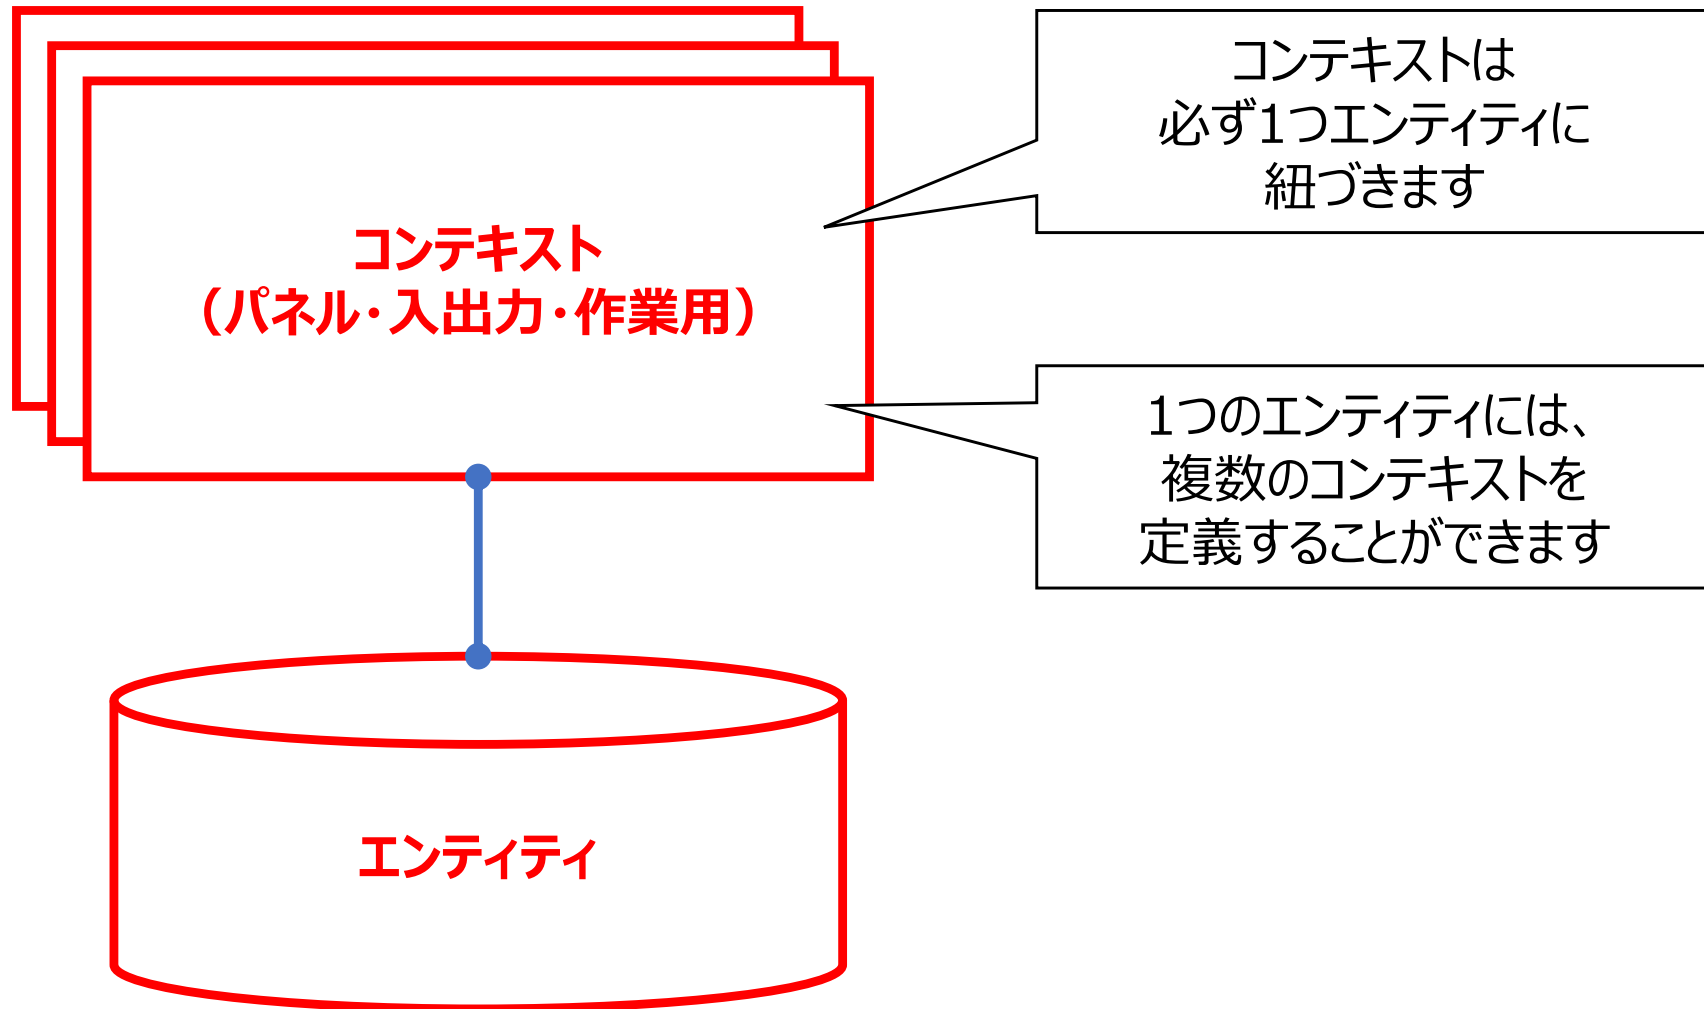 コンテキスト
（パネル・入出力・作業用）
エンティティ
コンテキストは
必ず1つエンティティに
紐づきます
1つのエンティティには、
複数のコンテキストを
定義することができます